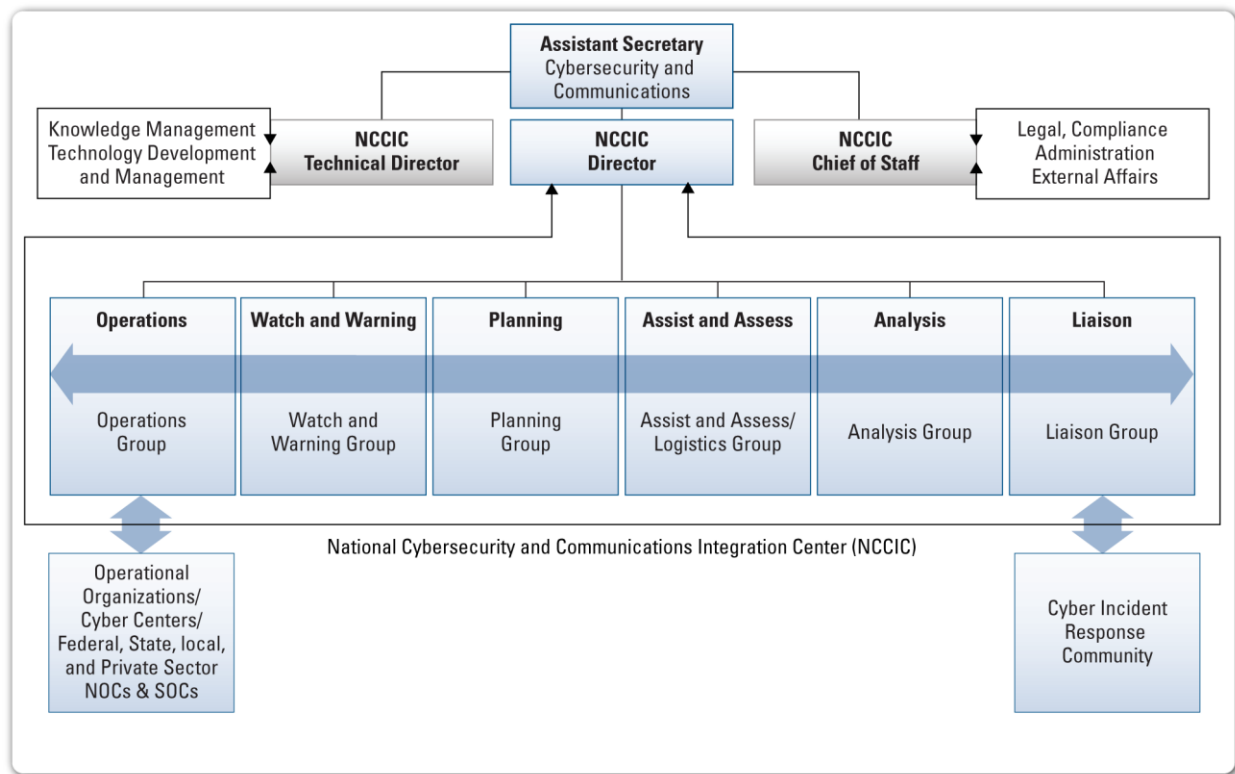 Assistant Secretary
Cybersecurity and
Communications
Knowledge Management
Technology Development
and Management
NCCIC
Technical Director
NCCIC
Director
NCCIC
Chief of Staff
Legal, Compliance
Administration
External Affairs
Operations
Operations
Group
Watch and Warning
Watch and
Warning Group
Planning
Planning
Group
Assist and Assess
Assist and Assess/
Logistics Group
Analysis
Analysis Group
Liaison
Liaison Group
National Cybersecurity and Communications Integration Center (NCCIC)
Operational
Organizations/
Cyber Centers/
Federal, State, local,
and Private Sector
NOCs & SOCs
Cyber Incident
Response
Community